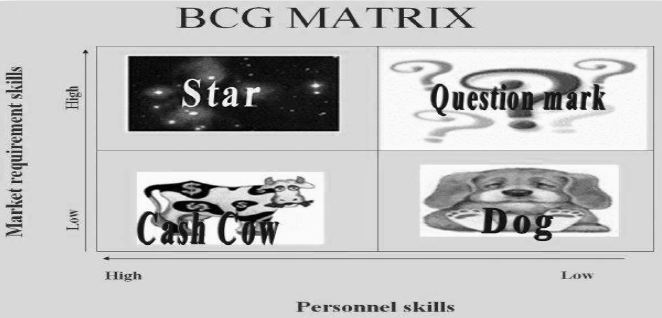 BCG MATRIX
Market requirement skills
High
Low
Star
Question mark
$
Cash Cow
Dog
High
Low
Personnel skills